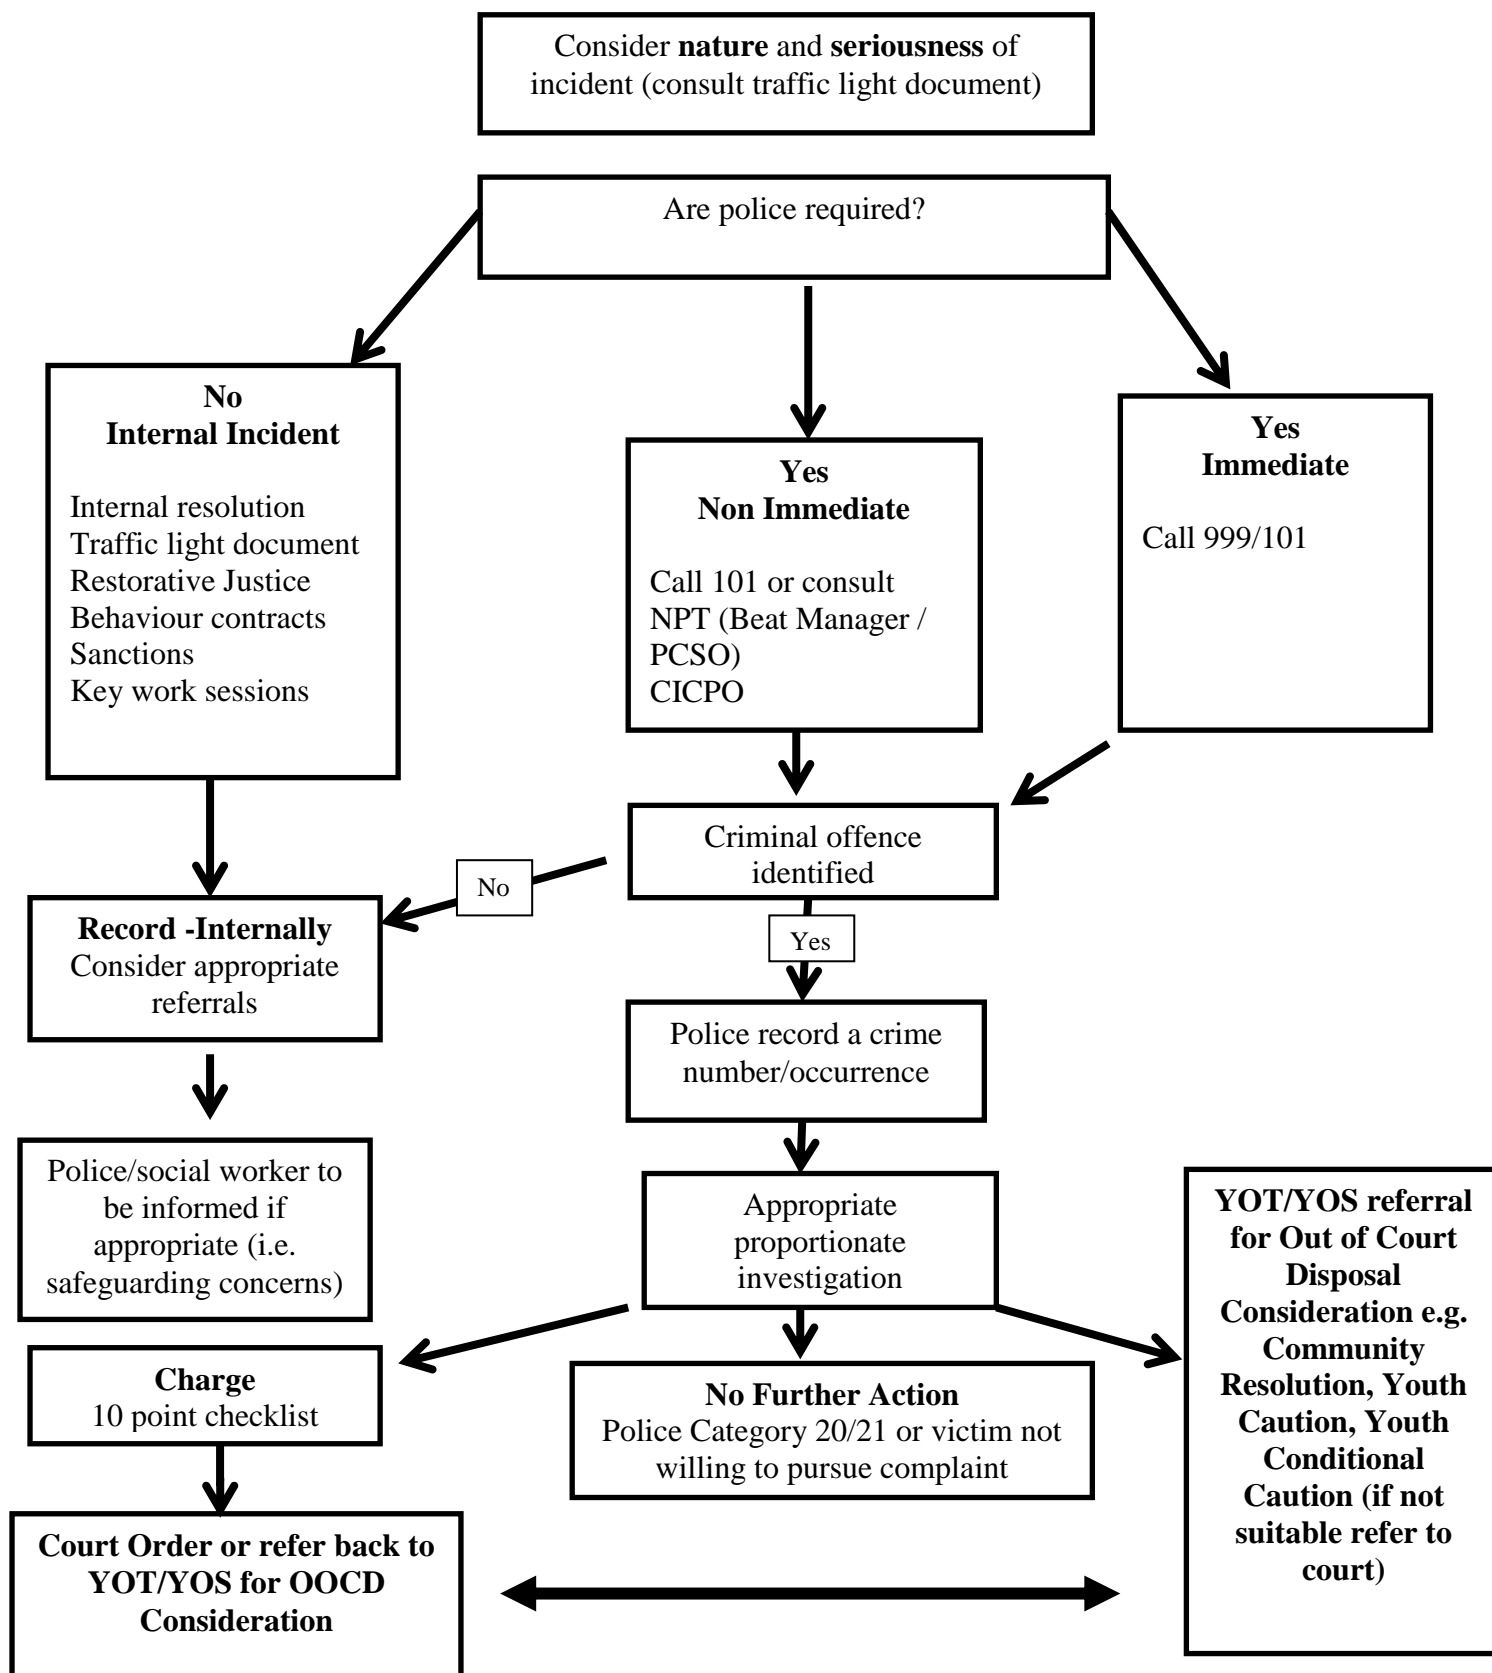 Consider nature and seriousness of
incident (consult traffic light document)
Are police required?
No
Internal Incident
Internal resolution
Traffic light document
Restorative Justice
Behaviour contracts
Sanctions
Key work sessions
Yes
Non Immediate
Call 101 or consult
NPT (Beat Manager /
PCSO)
CICPO
Yes
Immediate
Call 999/101
Criminal offence
identified
No
Yes
Record -Internally
Consider appropriate
referrals
Police record a crime
number/occurrence
Police/social worker to
be informed if
appropriate (i.e.
safeguarding concerns)
Appropriate
proportionate
investigation
YOT/YOS referral
for Out of Court
Disposal
Consideration e.g.
Community
Resolution, Youth
Caution, Youth
Conditional
Caution (if not
suitable refer to
court)
Charge
10 point checklist
No Further Action
Police Category 20/21 or victim not
willing to pursue complaint
Court Order or refer back to
YOT/YOS for OOCD
Consideration